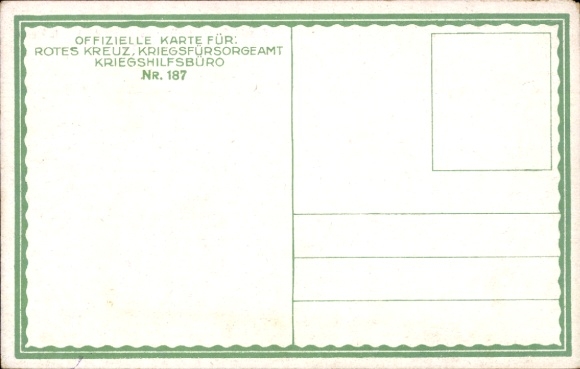 OFFIZIELLE KARTE FÜR:
ROTES KREUZ, KRIEGSFÜRSORGEAMT
KRIEGSHILFSBÜRO
NR. 187